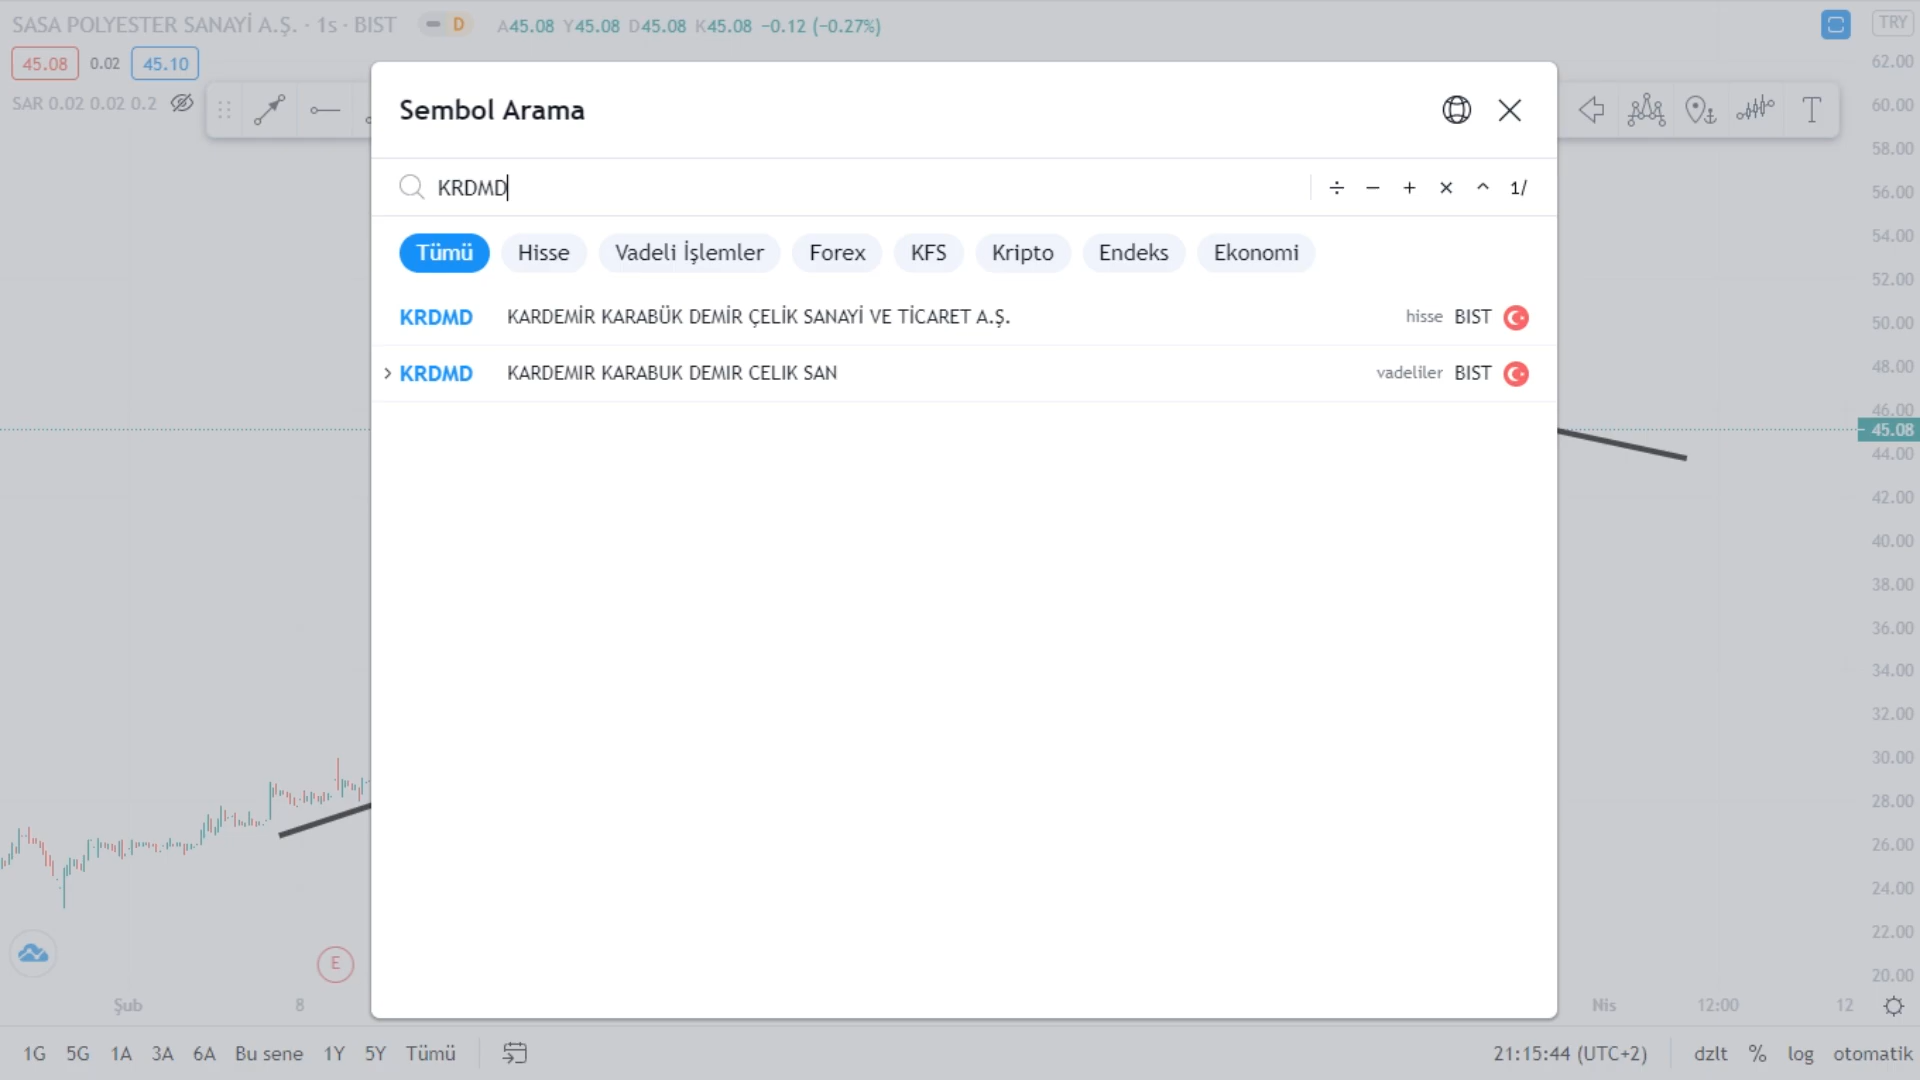 SASA POLYESTER SANAYİ A.Ş. · 1s · BIST D A45.08 Y45.08 D45.08 K45.08 −0.12 (−0.27%) TRY
45.08 0.02 45.10
SAR 0.02 0.02 0.2
T
Sembol Arama
KRDMD ÷ − + × ^ 1/
Tümü Hisse Vadeli İşlemler Forex KFS Kripto Endeks Ekonomi
KRDMD KARDEMİR KARABÜK DEMİR ÇELİK SANAYİ VE TİCARET A.Ş. hisse BIST
KRDMD KARDEMIR KARABUK DEMIR CELIK SAN vadeliler BIST
62.00
60.00
58.00
56.00
54.00
52.00
50.00
48.00
46.00
45.08
44.00
42.00
40.00
38.00
36.00
34.00
32.00
30.00
28.00
26.00
24.00
22.00
20.00
E
Şub 8 Nis 12:00 12
1G 5G 1A 3A 6A Bu sene 1Y 5Y Tümü 21:15:44 (UTC+2) dzlt % log otomatik